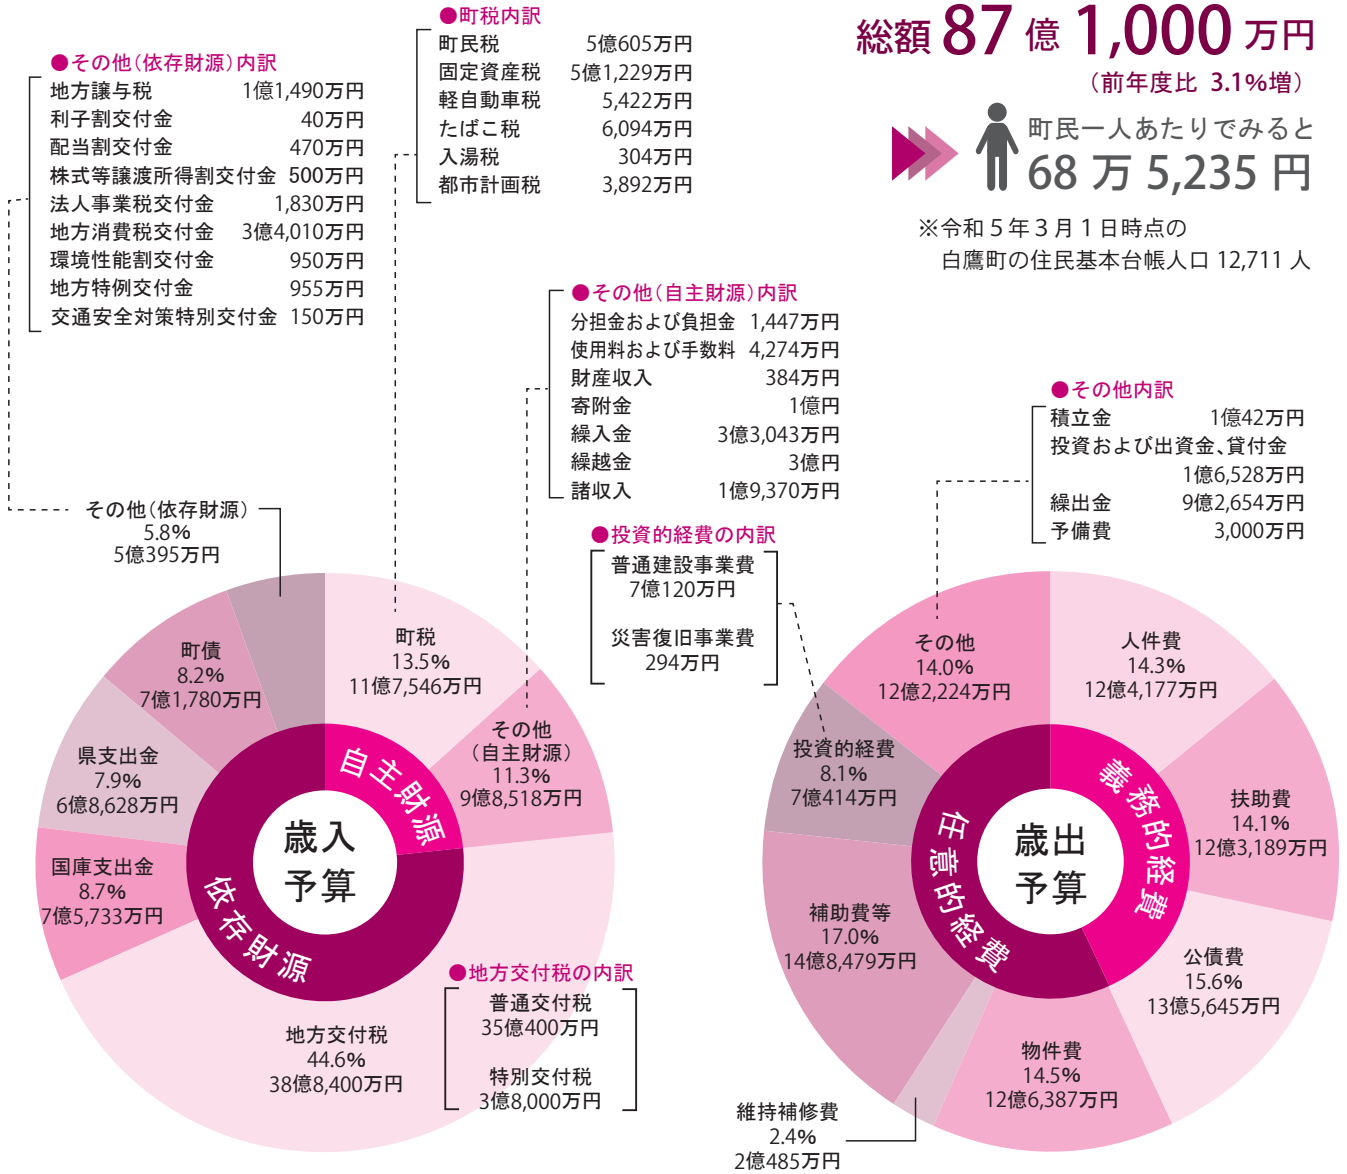 総額 87 億 1,000 万円
（前年度比 3.1%増）
町民一人あたりでみると
68 万 5,235 円
※令和５年３月１日時点の
白鷹町の住民基本台帳人口 12,711 人
●その他（依存財源）内訳
地方譲与税 1億1,490万円
利子割交付金 40万円
配当割交付金 470万円
株式等譲渡所得割交付金 500万円
法人事業税交付金 1,830万円
地方消費税交付金 3億4,010万円
環境性能割交付金 950万円
地方特例交付金 955万円
交通安全対策特別交付金 150万円
●町税内訳
町民税 5億605万円
固定資産税 5億1,229万円
軽自動車税 5,422万円
たばこ税 6,094万円
入湯税 304万円
都市計画税 3,892万円
●その他（自主財源）内訳
分担金および負担金 1,447万円
使用料および手数料 4,274万円
財産収入 384万円
寄附金 1億円
繰入金 3億3,043万円
繰越金 3億円
諸収入 1億9,370万円
●その他内訳
積立金 1億42万円
投資および出資金、貸付金
1億6,528万円
繰出金 9億2,654万円
予備費 3,000万円
●投資的経費の内訳
普通建設事業費
7億120万円
災害復旧事業費
294万円
その他（依存財源）
5.8%
5億395万円
町税
13.5%
11億7,546万円
その他
（自主財源）
11.3%
9億8,518万円
町債
8.2%
7億1,780万円
県支出金
7.9%
6億8,628万円
国庫支出金
8.7%
7億5,733万円
地方交付税
44.6%
38億8,400万円
●地方交付税の内訳
普通交付税
35億400万円
特別交付税
3億8,000万円
自主財源
依存財源
歳入
予算
その他
14.0%
12億2,224万円
人件費
14.3%
12億4,177万円
扶助費
14.1%
12億3,189万円
公債費
15.6%
13億5,645万円
物件費
14.5%
12億6,387万円
維持補修費
2.4%
2億485万円
補助費等
17.0%
14億8,479万円
投資的経費
8.1%
7億414万円
義務的経費
任意的経費
歳出
予算